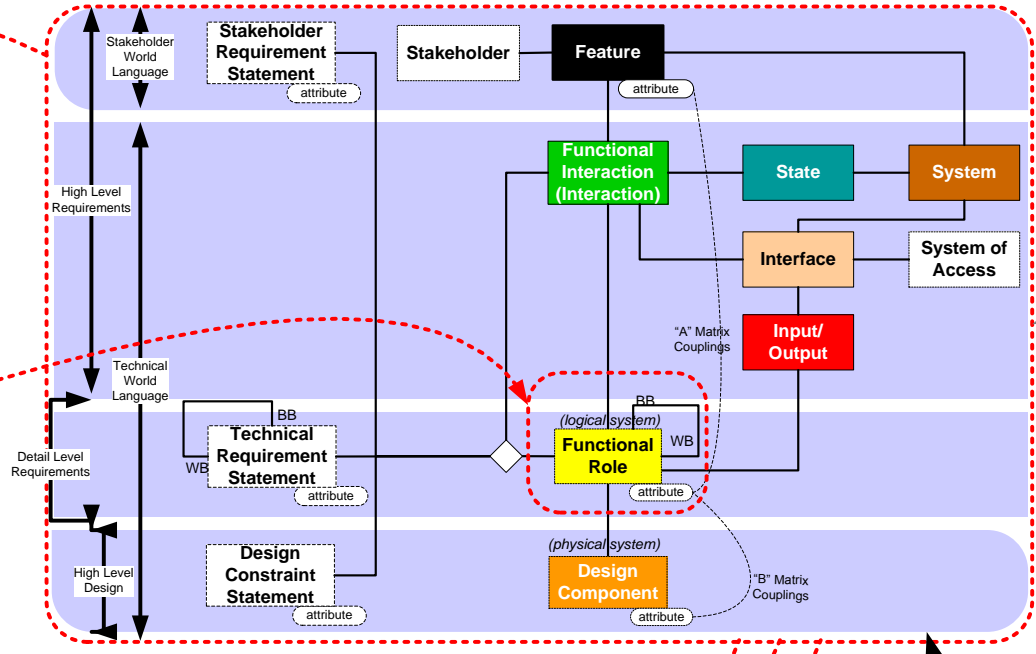 Stakeholder
World
Language
Stakeholder
Requirement
Statement
attribute
Stakeholder
Feature
attribute
High Level
Requirements
Functional
Interaction
(Interaction)
State
System
Interface
System of
Access
"A" Matrix
Couplings
Input/
Output
Technical
World
Language
Detail Level
Requirements
BB
WB
Technical
Requirement
Statement
attribute
(logical system)
BB
WB
Functional
Role
attribute
High Level
Design
Design
Constraint
Statement
attribute
(physical system)
Design
Component
attribute
"B" Matrix
Couplings